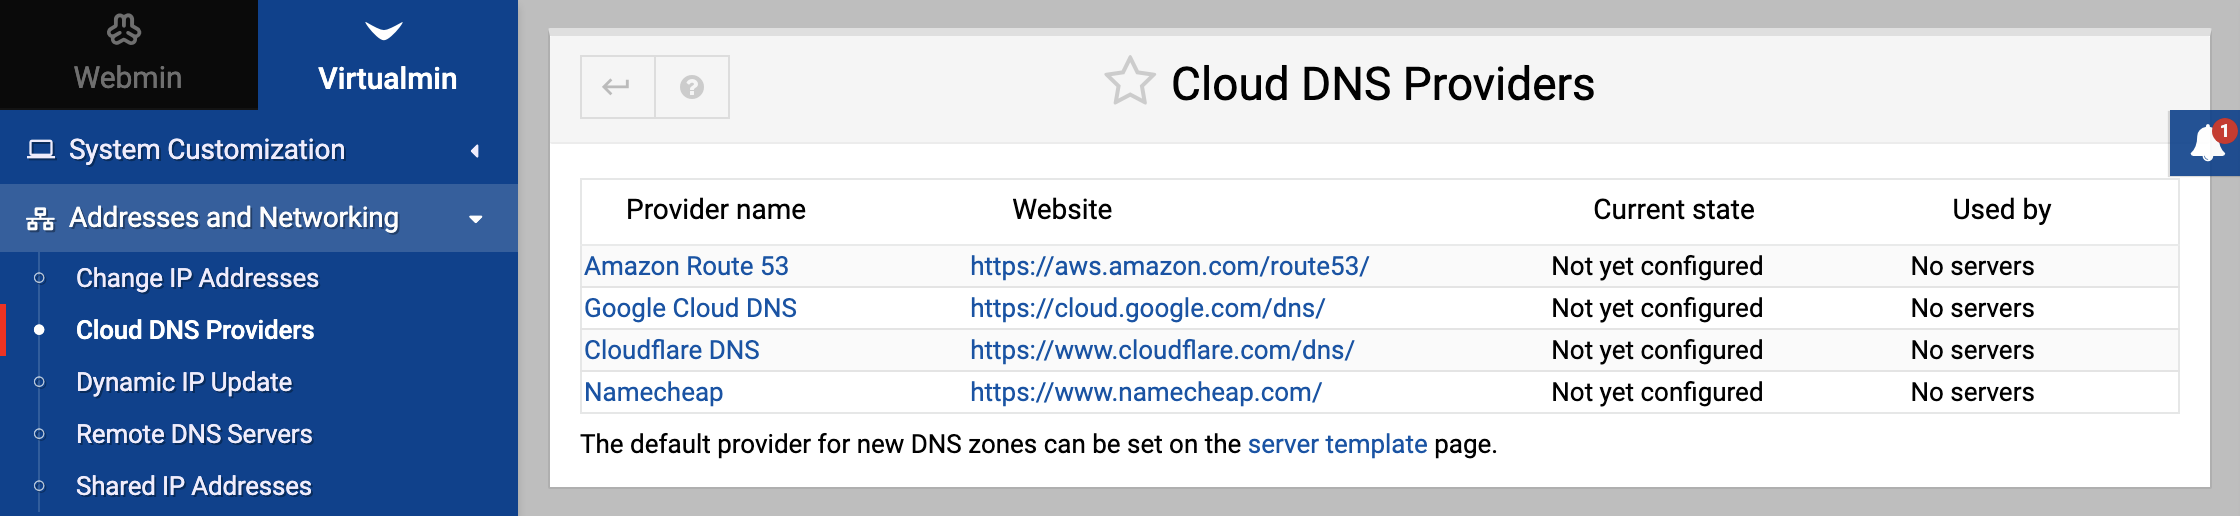 Webmin
Virtualmin
System Customization
Addresses and Networking
Change IP Addresses
Cloud DNS Providers
Dynamic IP Update
Remote DNS Servers
Shared IP Addresses
Cloud DNS Providers
1
Provider name Website Current state Used by
Amazon Route 53 https://aws.amazon.com/route53/ Not yet configured No servers
Google Cloud DNS https://cloud.google.com/dns/ Not yet configured No servers
Cloudflare DNS https://www.cloudflare.com/dns/ Not yet configured No servers
Namecheap https://www.namecheap.com/ Not yet configured No servers
The default provider for new DNS zones can be set on the server template page.